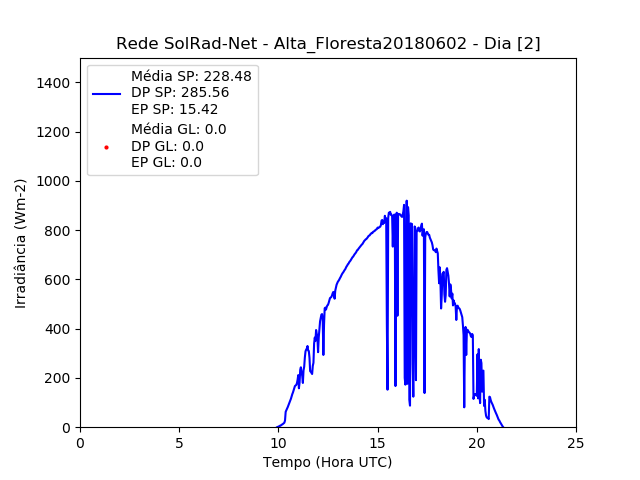 Rede SolRad-Net - Alta_Floresta20180602 - Dia [2]
Média SP: 228.48
DP SP: 285.56
EP SP: 15.42
Média GL: 0.0
DP GL: 0.0
EP GL: 0.0
Irradiância (Wm-2)
1400
1200
1000
800
600
400
200
0
0 5 10 15 20 25
Tempo (Hora UTC)